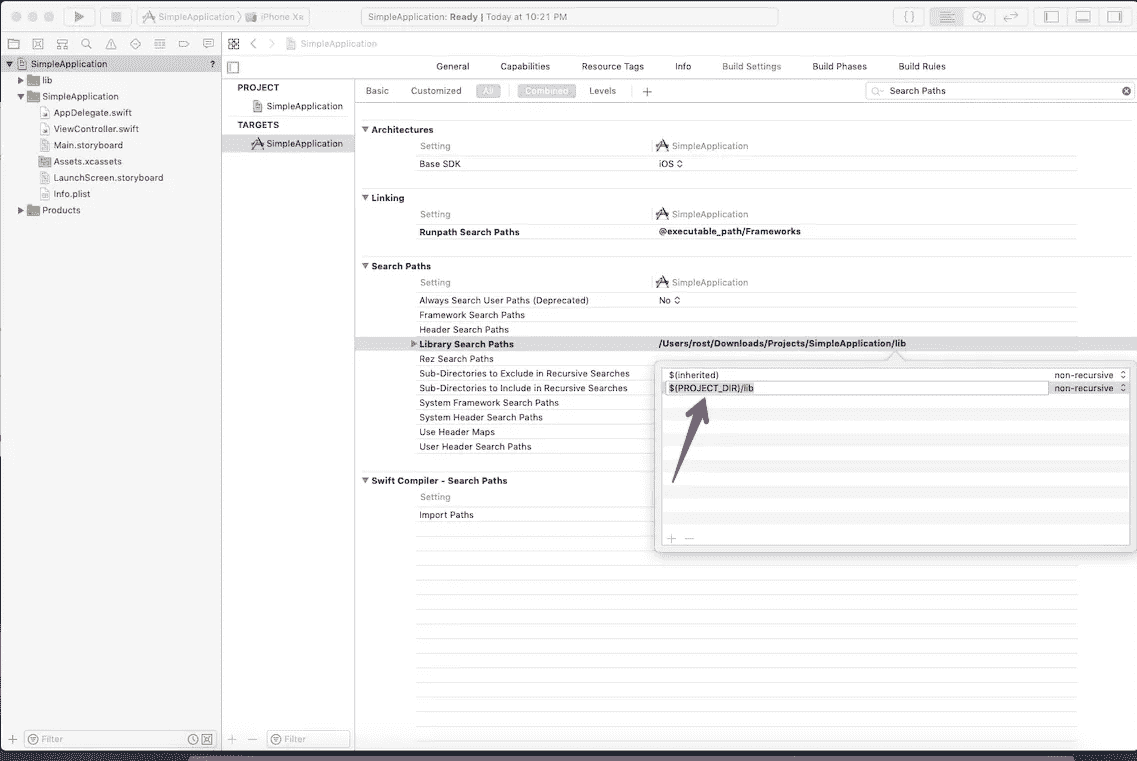 SimpleApplication
iPhone XR
SimpleApplication: Ready | Today at 10:21 PM
{ }
SimpleApplication
SimpleApplication ?
lib
SimpleApplication
AppDelegate.swift
ViewController.swift
Main.storyboard
Assets.xcassets
LaunchScreen.storyboard
Info.plist
Products
General Capabilities Resource Tags Info Build Settings Build Phases Build Rules
PROJECT
SimpleApplication
TARGETS
SimpleApplication
Basic Customized All Combined Levels + Search Paths
Architectures
Setting SimpleApplication
Base SDK iOS
Linking
Setting SimpleApplication
Runpath Search Paths @executable_path/Frameworks
Search Paths
Setting SimpleApplication
Always Search User Paths (Deprecated) No
Framework Search Paths
Header Search Paths
Library Search Paths /Users/rost/Downloads/Projects/SimpleApplication/lib
Rez Search Paths
Sub-Directories to Exclude in Recursive Searches
Sub-Directories to Include in Recursive Searches
System Framework Search Paths
System Header Search Paths
Use Header Maps
User Header Search Paths
$(inherited) non-recursive
$(PROJECT_DIR)/lib non-recursive
+ −
Swift Compiler - Search Paths
Setting
Import Paths
+ Filter
+ − Filter